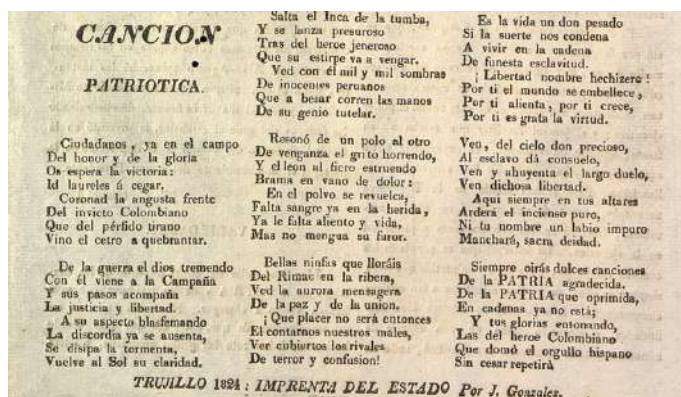 CANCION
PATRIOTICA.
Ciudadanos, ya en el campo
Del honor y de la gloria
Os espera la victoria:
Id laureles á cegar,
Coronad la angusta frente
Del invicto Colombiano
Que del pérfido tirano
Vino el cetro a quebrantar.
De la guerra el dios tremendo
Con él viene a la Campaña
Y sus pasos acompaña
La justicia y libertad.
A su aspecto blasfemando
La discordia ya se ausenta,
Se disipa la tormenta,
Vuelve al Sol su claridad.
Salta el Inca de la tumba,
Y se lanza presuroso
Tras del heroe jeneroso
Que su estirpe va a vengar.
Ved con él mil y mil sombras
De inocentes peruanos
Que a besar corren las manos
De su genio tutelar.
Resonó de un polo al otro
De venganza el grito horrendo,
Y el leon al fiero estruendo
Brama en vano de dolor:
En el polvo se revuelca,
Falta sangre ya en la herida,
Ya le falta aliento y vida,
Mas no mengua su furor.
Bellas ninfas que lloráis
Del Rimac en la ribera,
Ved la aurora mensagera
De la paz y de la union.
¡Que placer no será entonces
El contarnos nuestros males,
Ver cubiertos los rivales
De terror y confusion!
Es la vida un don pesado
Si la suerte nos condena
A vivir en la cadena
De funesta esclavitud.
¡Libertad nombre hechizero!
Por ti el mundo se embellece,
Por ti alienta, por ti crece,
Por ti es grata la virtud.
Ven, del cielo don precioso,
Al esclavo dá consuelo,
Ven y ahuyenta el largo duelo,
Ven dichosa libertad.
Aqui siempre en tus altares
Arderá el incienso puro,
Ni tu nombre un labio impuro
Manchará, sacra deidad.
Siempre oirás dulces canciones
De la PATRIA agradecida.
De la PATRIA que oprimida,
En cadenas ya no está;
Y tus glorias entonando,
Las del heroe Colombiano
Que domó el orgullo hispano
Sin cesar repetirá
TRUJILLO 1824: IMPRENTA DEL ESTADO Por J. Gonzalez.